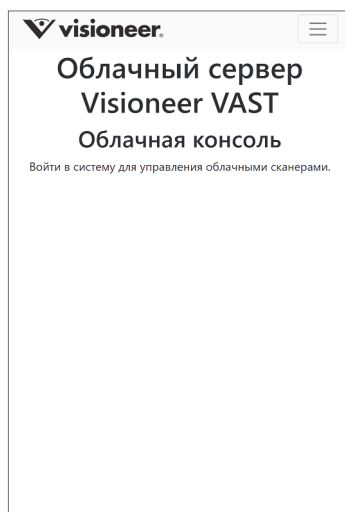 visioneer.
Облачный сервер
Visioneer VAST
Облачная консоль
Войти в систему для управления облачными сканерами.